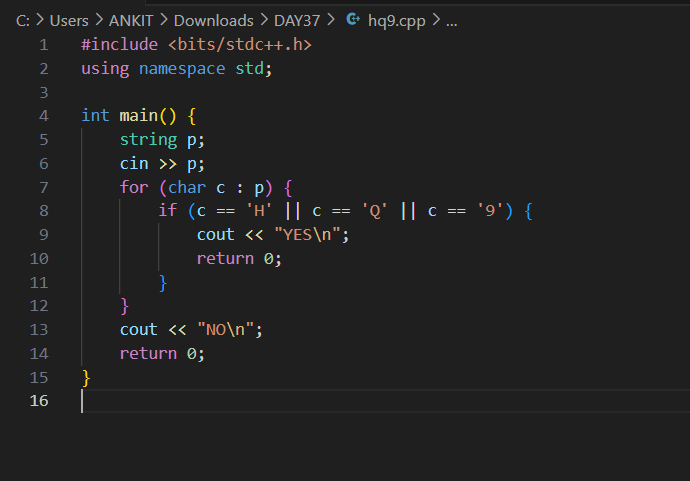 C: > Users > ANKIT > Downloads > DAY37 > hq9.cpp > ...
1 #include <bits/stdc++.h>
2 using namespace std;
3
4 int main() {
5     string p;
6     cin >> p;
7     for (char c : p) {
8         if (c == 'H' || c == 'Q' || c == '9') {
9             cout << "YES\n";
10             return 0;
11         }
12     }
13     cout << "NO\n";
14     return 0;
15 }
16